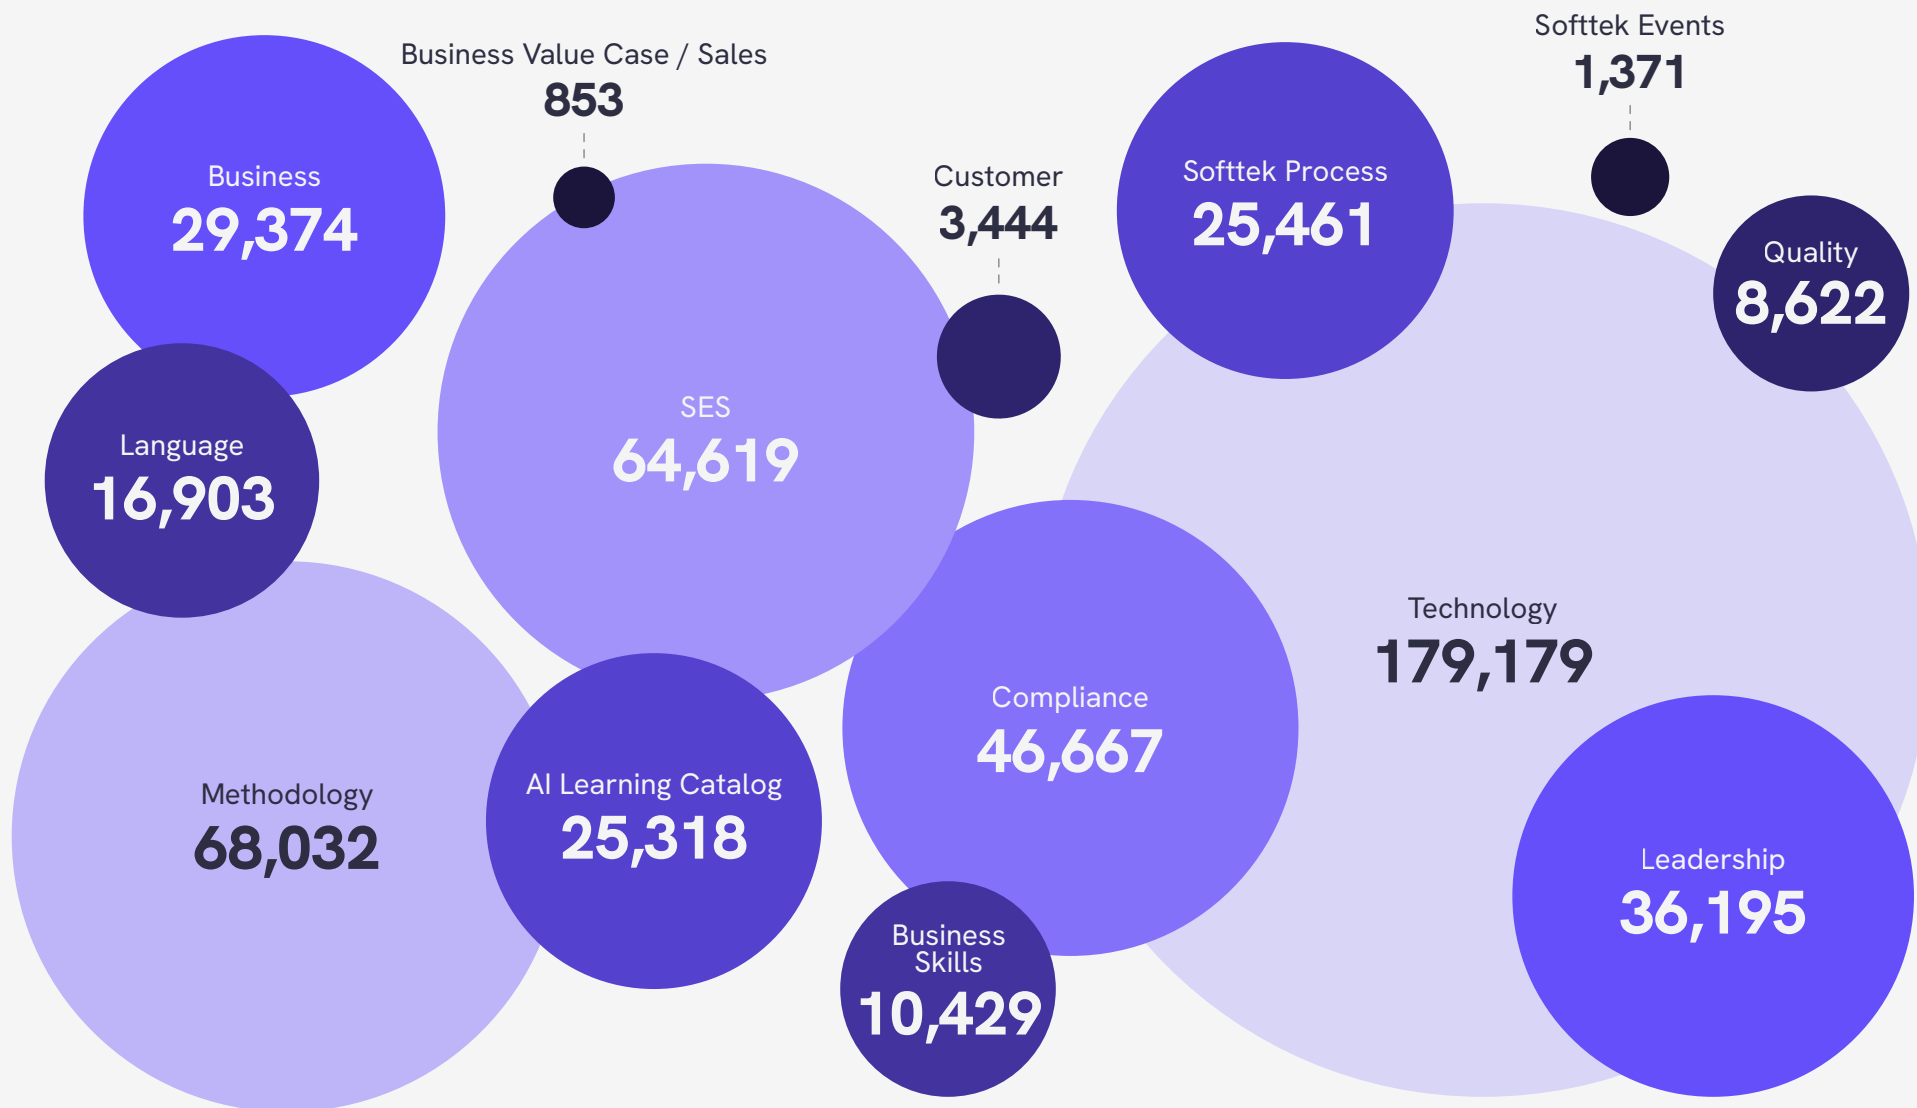 Softtek Events
1,371
Business Value Case / Sales
853
Business
29,374
Customer
3,444
Softtek Process
25,461
Quality
8,622
SES
64,619
Language
16,903
Technology
179,179
Compliance
46,667
Methodology
68,032
AI Learning Catalog
25,318
Leadership
36,195
Business
Skills
10,429